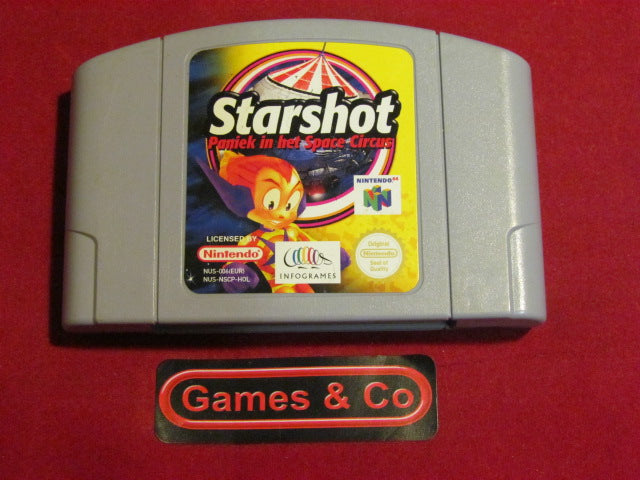 Starshot
Paniek in het Space Circus
NINTENDO 64
N
LICENSED BY
Nintendo
NUS-006(EUR)
NUS-NSCP-HOL
INFOGRAMES
Original
Nintendo
Seal of
Quality
Games & Co